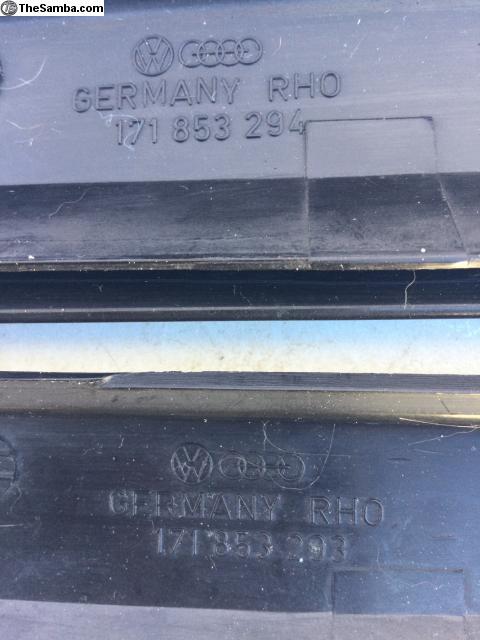 TheSamba.com
GERMANY RHO
171 853 294
GERMANY RHO
171 853 293